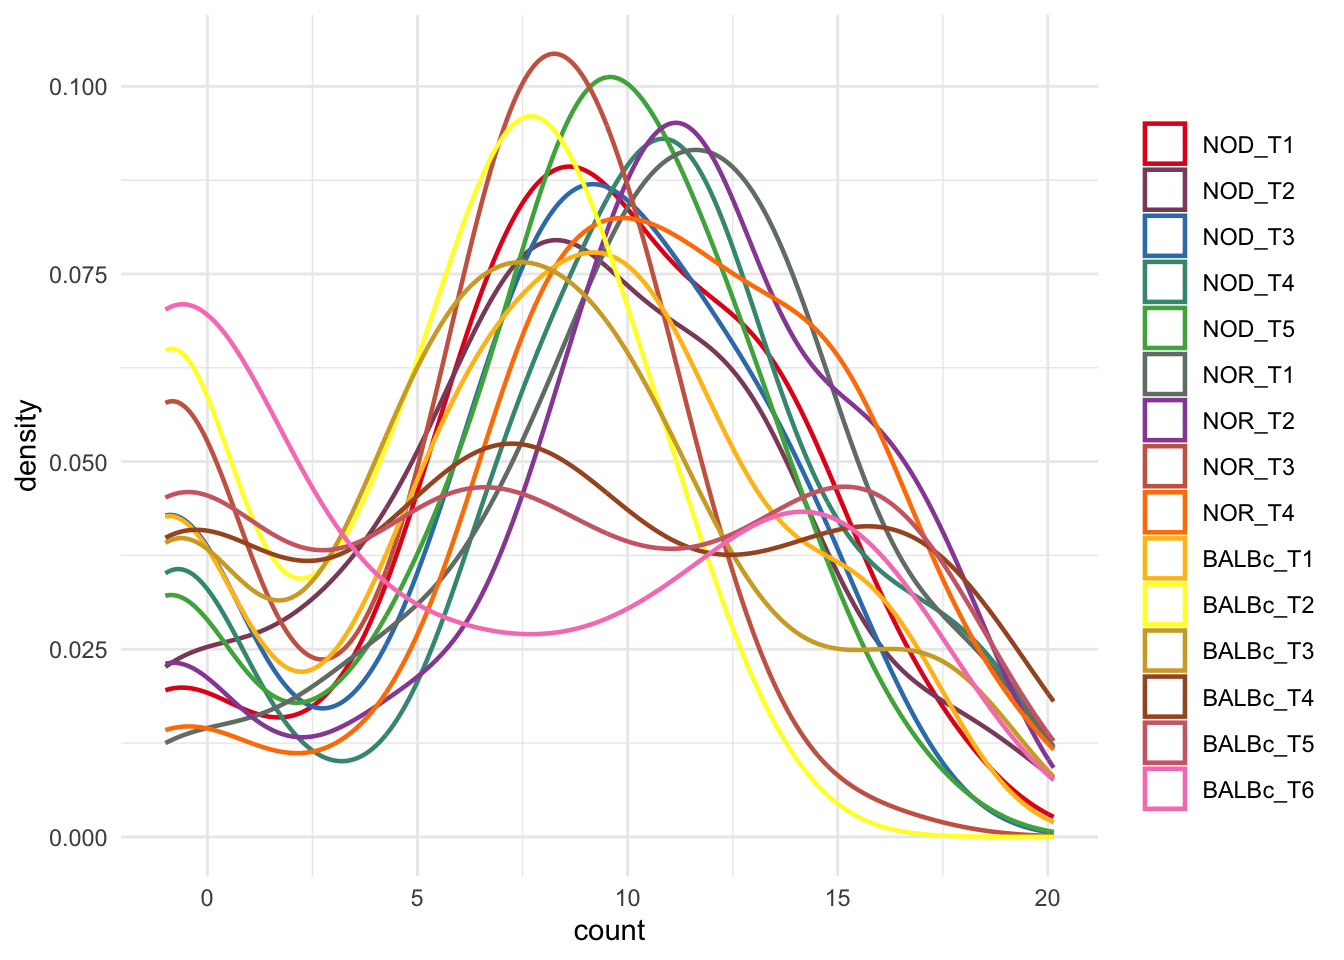 density
0.100
0.075
0.050
0.025
0.000
0
5
10
15
20
count
NOD_T1
NOD_T2
NOD_T3
NOD_T4
NOD_T5
NOR_T1
NOR_T2
NOR_T3
NOR_T4
BALBc_T1
BALBc_T2
BALBc_T3
BALBc_T4
BALBc_T5
BALBc_T6